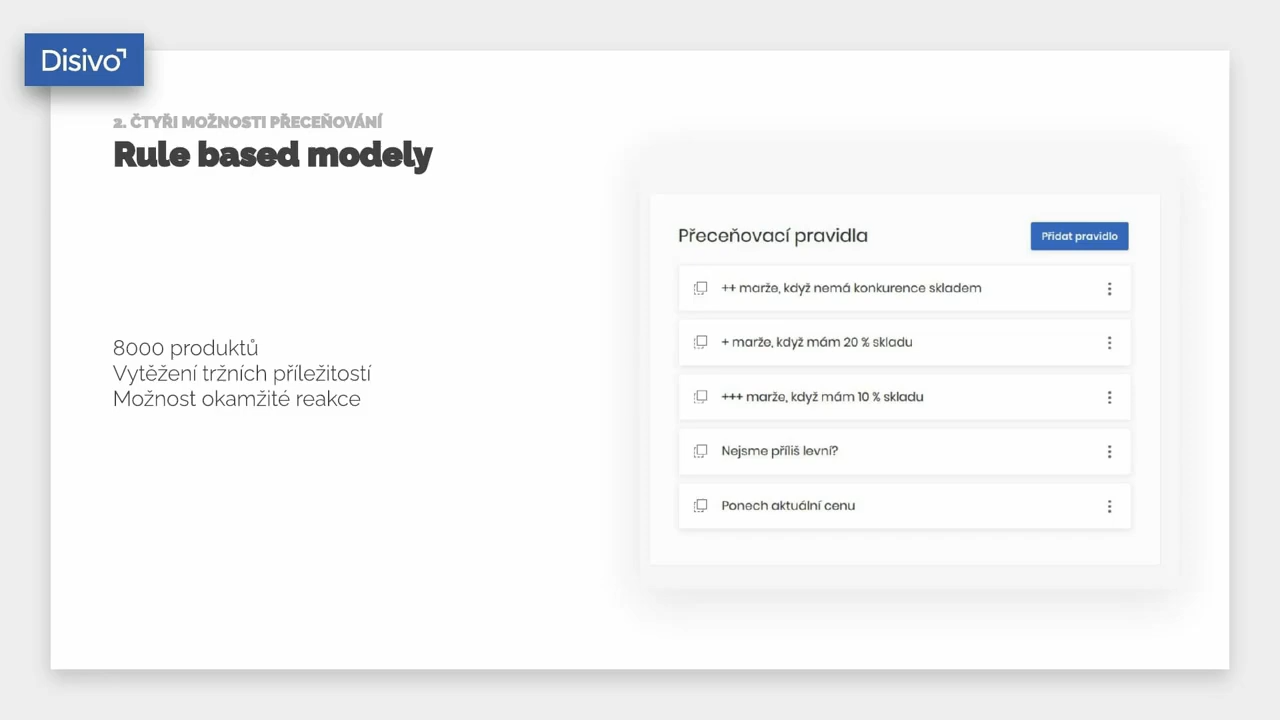 Disivo
2. ČTYŘI MOŽNOSTI PŘECEŇOVÁNÍ
Rule based modely
8000 produktů
Vytěžení tržních příležitostí
Možnost okamžité reakce
Přeceňovací pravidla
Přidat pravidlo
++ marže, když nemá konkurence skladem
+ marže, když mám 20 % skladu
+++ marže, když mám 10 % skladu
Nejsme příliš levní?
Ponech aktuální cenu